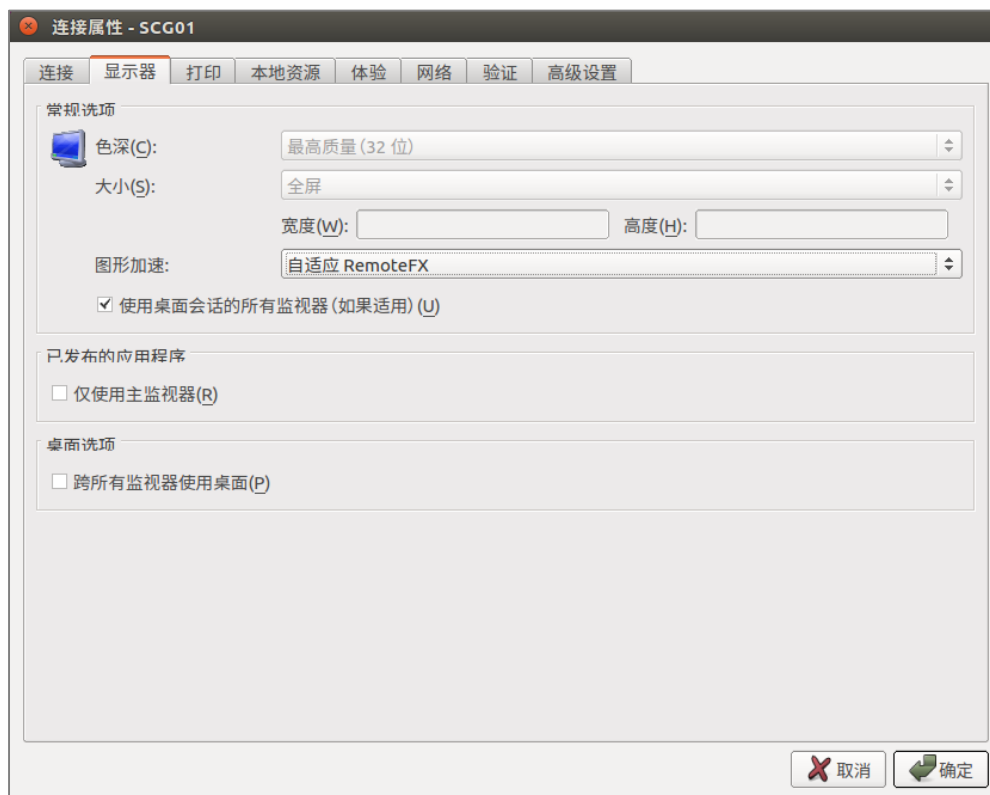 连接属性 - SCG01
连接 显示器 打印 本地资源 体验 网络 验证 高级设置
常规选项
色深(C): 最高质量(32 位)
大小(S): 全屏
宽度(W): 高度(H):
图形加速: 自适应 RemoteFX
使用桌面会话的所有监视器(如果适用)(U)
已发布的应用程序
仅使用主监视器(R)
桌面选项
跨所有监视器使用桌面(P)
取消 确定